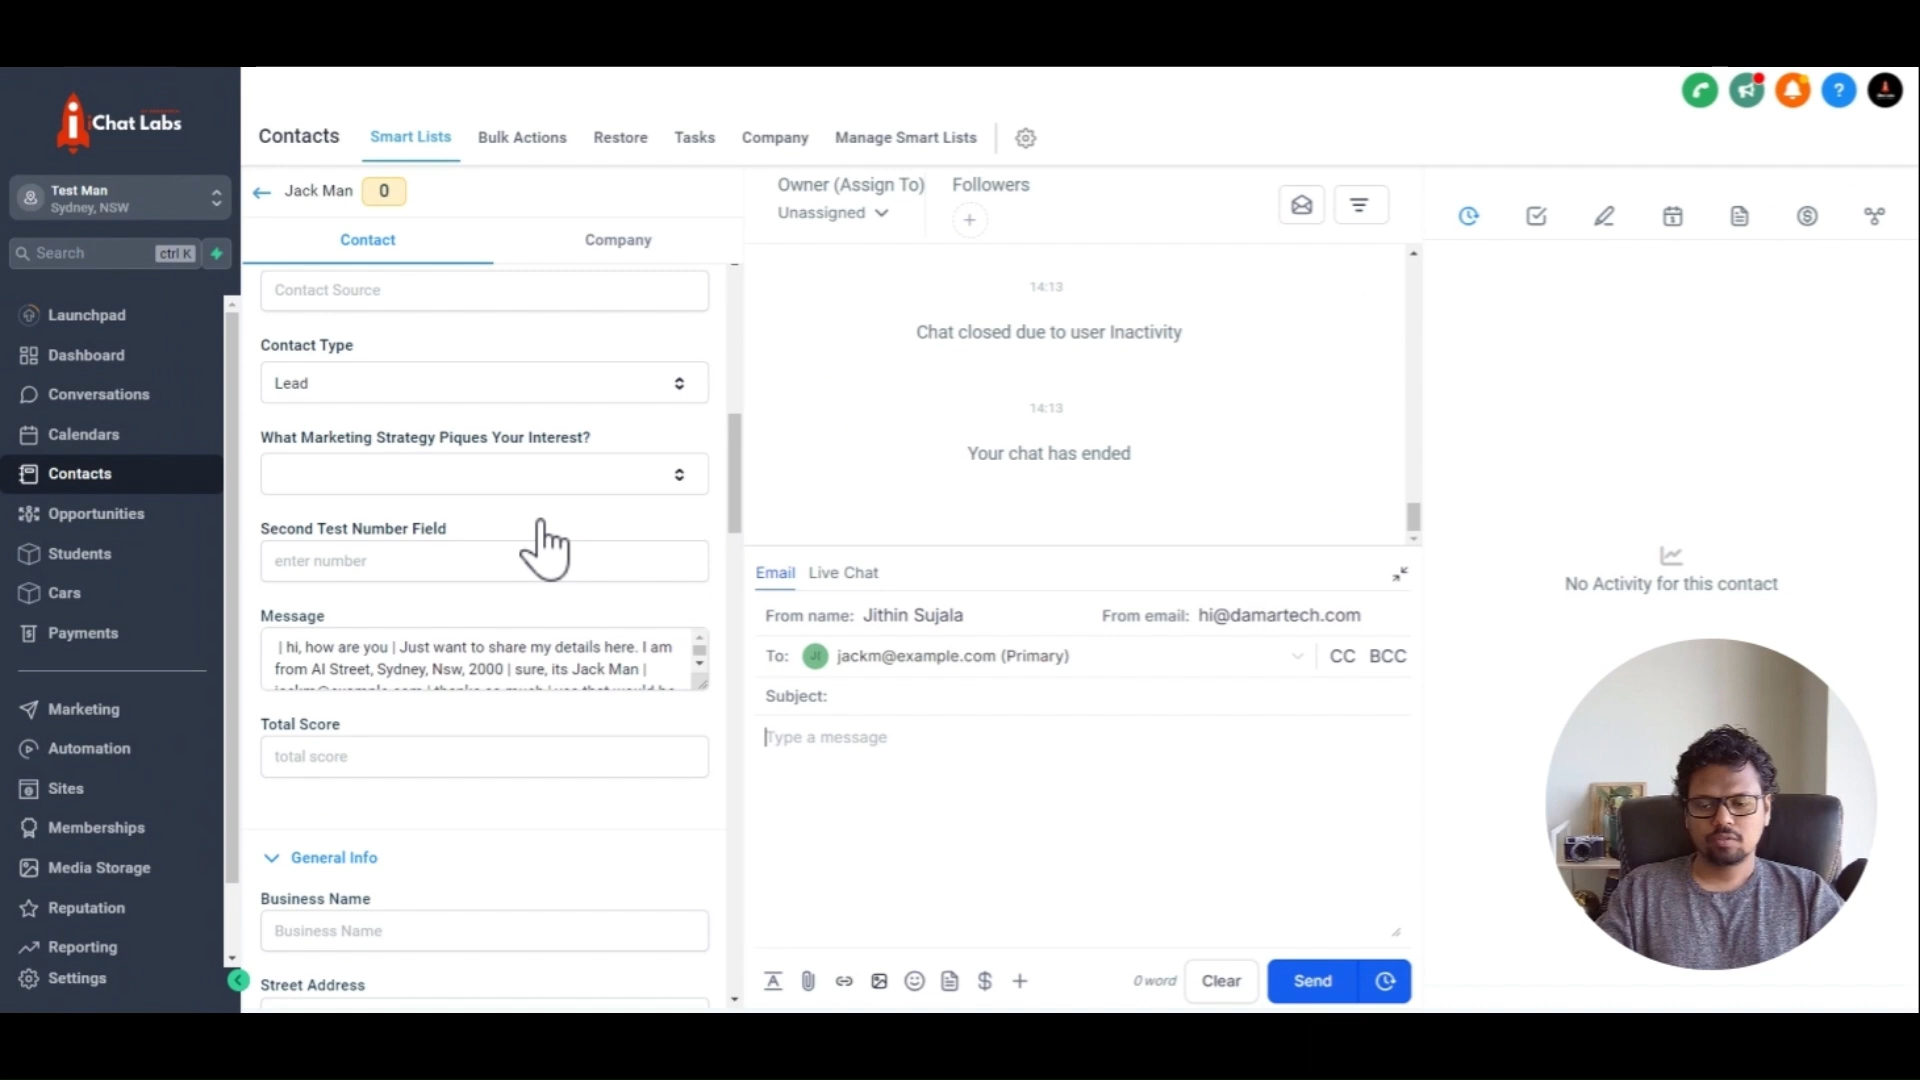 Chat Labs
Test Man
Sydney, NSW
Search
ctrl K
Launchpad
Dashboard
Conversations
Calendars
Contacts
Opportunities
Students
Cars
Payments
Marketing
Automation
Sites
Memberships
Media Storage
Reputation
Reporting
Settings
Contacts
Smart Lists
Bulk Actions
Restore
Tasks
Company
Manage Smart Lists
Jack Man
0
Contact
Company
Contact Source
Contact Type
Lead
What Marketing Strategy Piques Your Interest?
Second Test Number Field
enter number
Message
| hi, how are you | Just want to share my details here. I am
from AI Street, Sydney, Nsw, 2000 | sure, its Jack Man |
Total Score
total score
General Info
Business Name
Business Name
Street Address
Owner (Assign To)
Unassigned
Followers
14:13
Chat closed due to user Inactivity
14:13
Your chat has ended
Email
Live Chat
From name: Jithin Sujala
From email: hi@damartech.com
To: JI jackm@example.com (Primary)
CC BCC
Subject:
Type a message
0 word
Clear
Send
No Activity for this contact